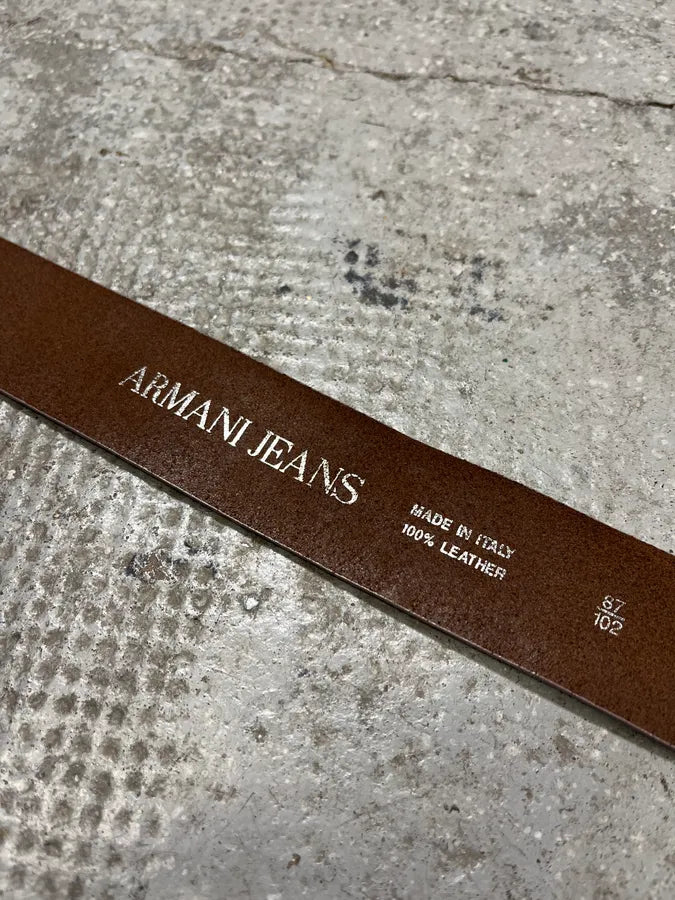 ARMANI JEANS
MADE IN ITALY
100% LEATHER
87
102